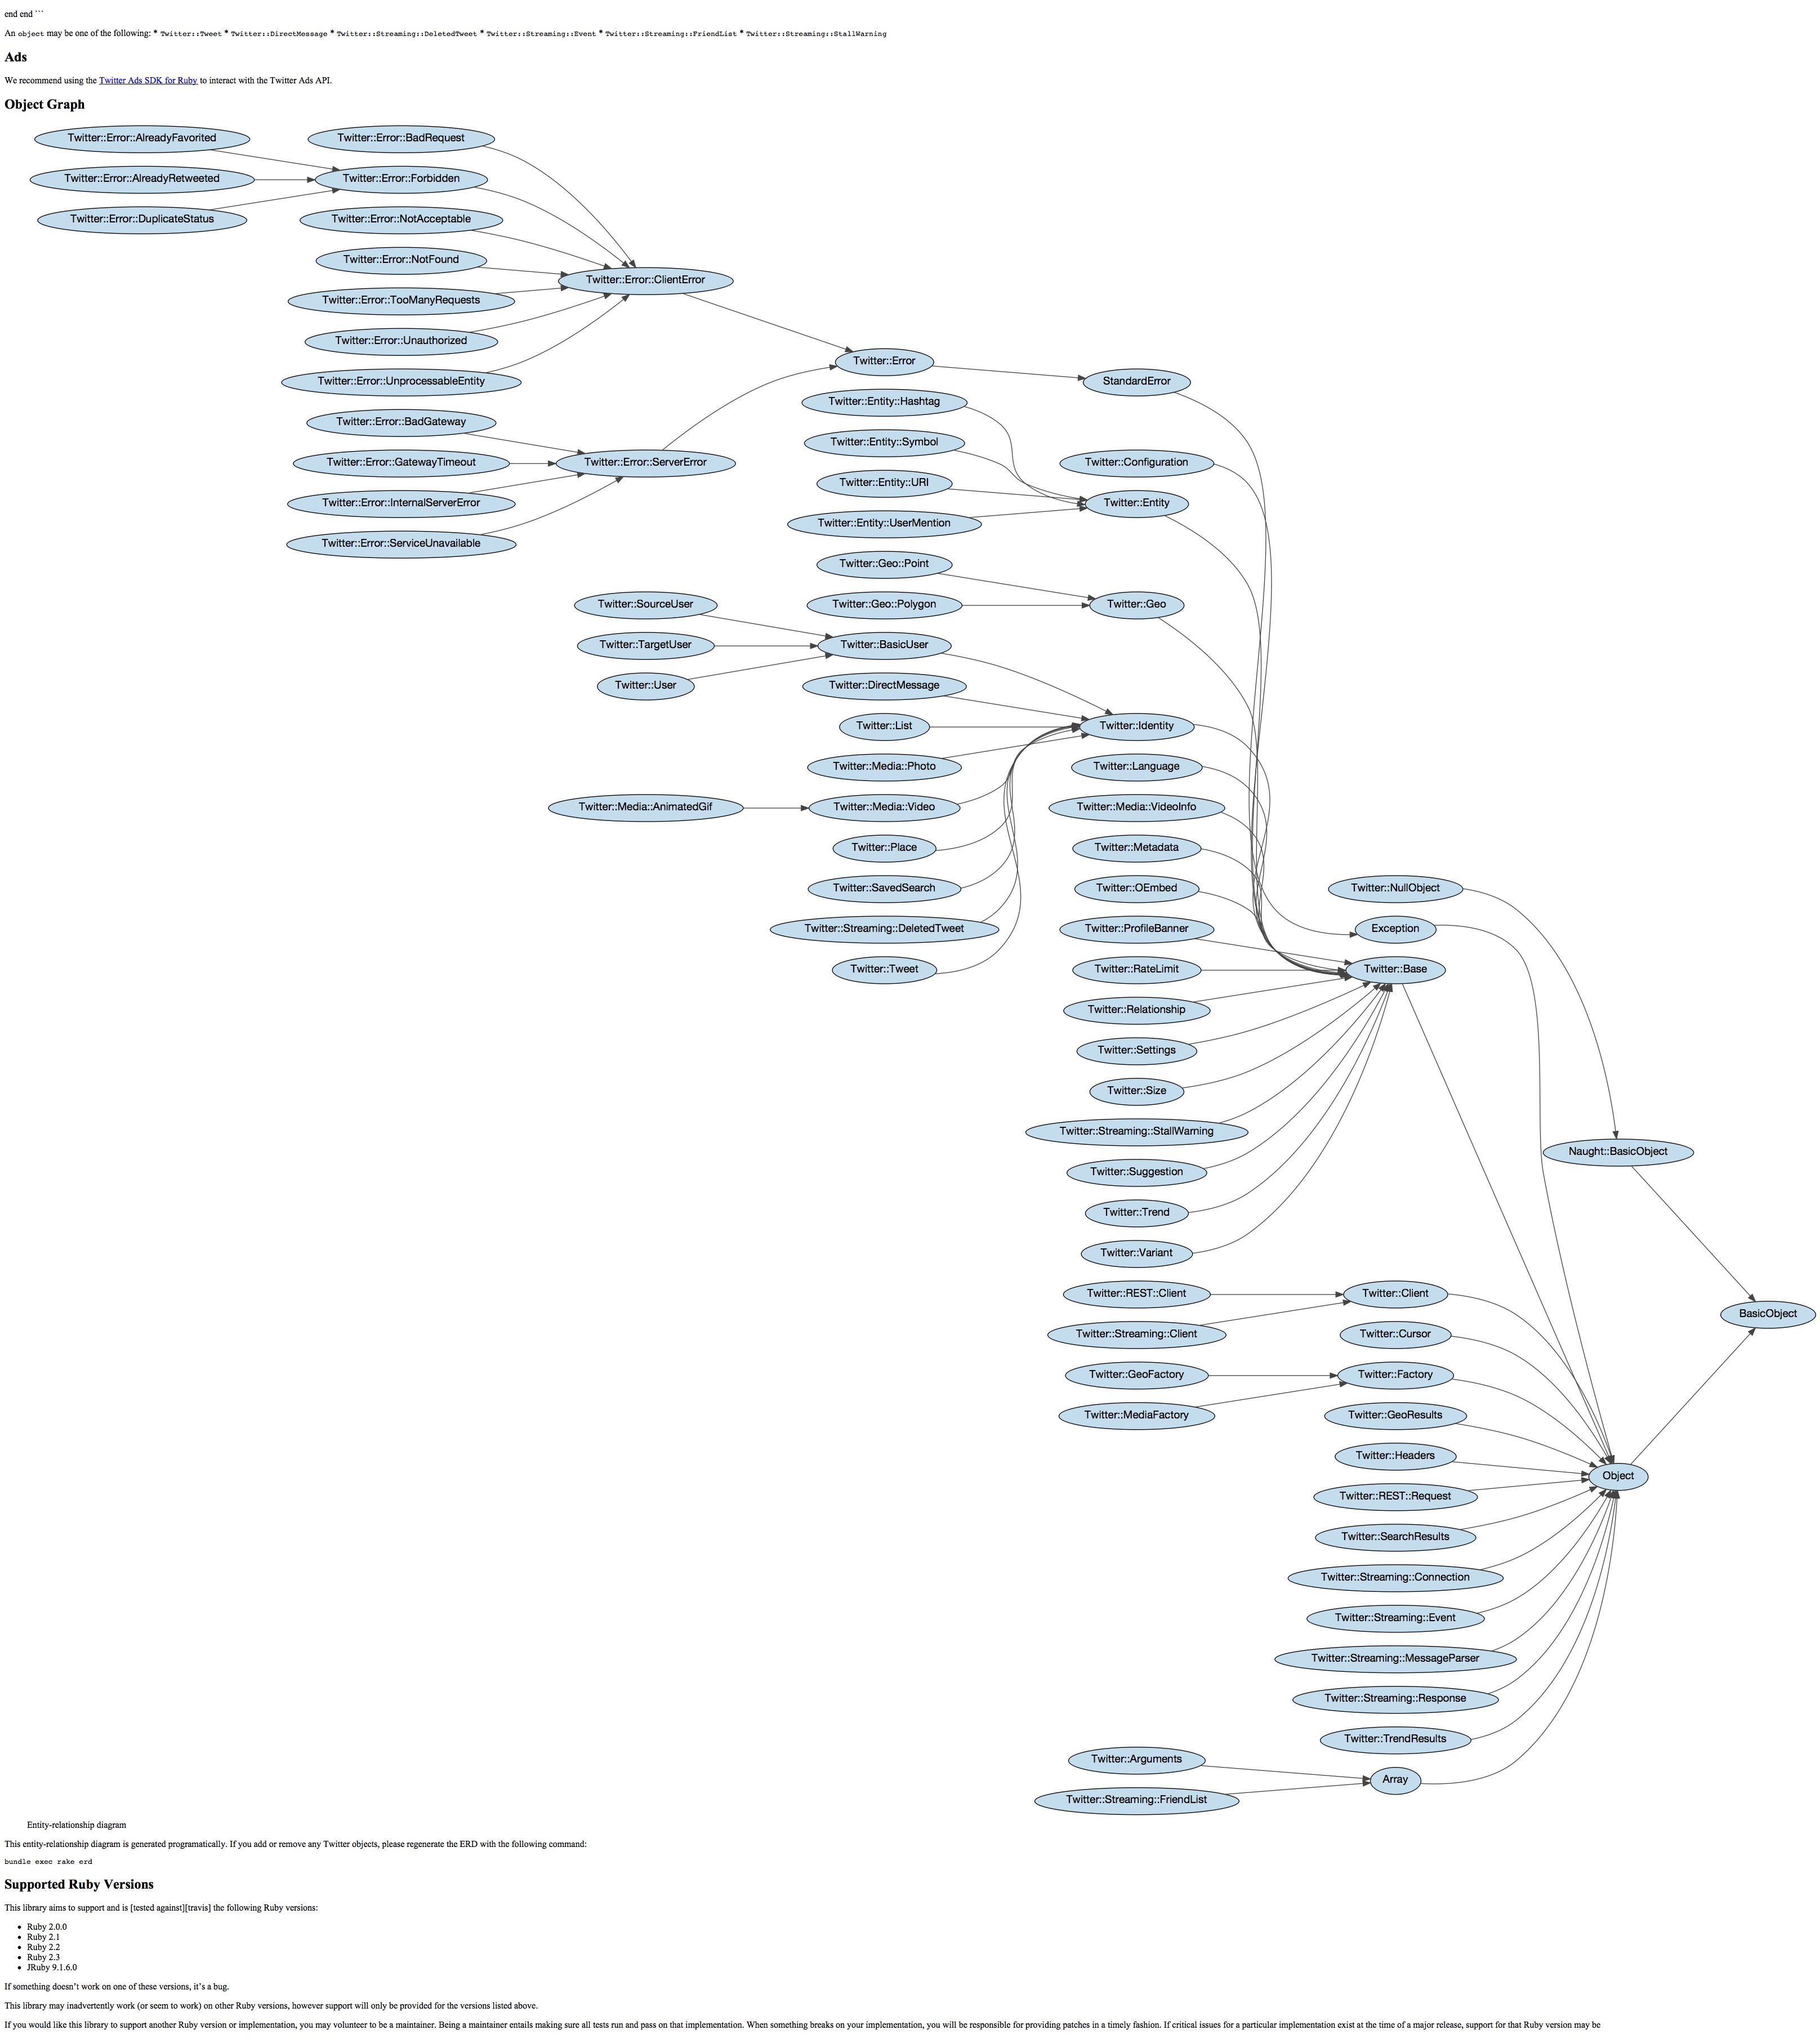 end end ```
An object may be one of the following: * Twitter::Tweet * Twitter::DirectMessage * Twitter::Streaming::DeletedTweet * Twitter::Streaming::Event * Twitter::Streaming::FriendList * Twitter::Streaming::StallWarning
Ads
We recommend using the Twitter Ads SDK for Ruby to interact with the Twitter Ads API.
Object Graph
Twitter::Error::AlreadyFavorited
Twitter::Error::BadRequest
Twitter::Error::AlreadyRetweeted
Twitter::Error::Forbidden
Twitter::Error::DuplicateStatus
Twitter::Error::NotAcceptable
Twitter::Error::NotFound
Twitter::Error::ClientError
Twitter::Error::TooManyRequests
Twitter::Error::Unauthorized
Twitter::Error
Twitter::Error::UnprocessableEntity
StandardError
Twitter::Entity::Hashtag
Twitter::Error::BadGateway
Twitter::Entity::Symbol
Twitter::Error::GatewayTimeout
Twitter::Error::ServerError
Twitter::Configuration
Twitter::Entity::URI
Twitter::Error::InternalServerError
Twitter::Entity
Twitter::Entity::UserMention
Twitter::Error::ServiceUnavailable
Twitter::Geo::Point
Twitter::SourceUser
Twitter::Geo::Polygon
Twitter::Geo
Twitter::TargetUser
Twitter::BasicUser
Twitter::User
Twitter::DirectMessage
Twitter::List
Twitter::Identity
Twitter::Media::Photo
Twitter::Language
Twitter::Media::AnimatedGif
Twitter::Media::Video
Twitter::Media::VideoInfo
Twitter::Place
Twitter::Metadata
Twitter::SavedSearch
Twitter::OEmbed
Twitter::NullObject
Twitter::Streaming::DeletedTweet
Twitter::ProfileBanner
Exception
Twitter::Tweet
Twitter::RateLimit
Twitter::Base
Twitter::Relationship
Twitter::Settings
Twitter::Size
Twitter::Streaming::StallWarning
Naught::BasicObject
Twitter::Suggestion
Twitter::Trend
Twitter::Variant
Twitter::REST::Client
Twitter::Client
BasicObject
Twitter::Streaming::Client
Twitter::Cursor
Twitter::GeoFactory
Twitter::Factory
Twitter::MediaFactory
Twitter::GeoResults
Twitter::Headers
Object
Twitter::REST::Request
Twitter::SearchResults
Twitter::Streaming::Connection
Twitter::Streaming::Event
Twitter::Streaming::MessageParser
Twitter::Streaming::Response
Twitter::TrendResults
Twitter::Arguments
Array
Twitter::Streaming::FriendList
Entity-relationship diagram
This entity-relationship diagram is generated programatically. If you add or remove any Twitter objects, please regenerate the ERD with the following command:
bundle exec rake erd
Supported Ruby Versions
This library aims to support and is [tested against][travis] the following Ruby versions:
• Ruby 2.0.0
• Ruby 2.1
• Ruby 2.2
• Ruby 2.3
• JRuby 9.1.6.0
If something doesn’t work on one of these versions, it’s a bug.
This library may inadvertently work (or seem to work) on other Ruby versions, however support will only be provided for the versions listed above.
If you would like this library to support another Ruby version or implementation, you may volunteer to be a maintainer. Being a maintainer entails making sure all tests run and pass on that implementation. When something breaks on your implementation, you will be responsible for providing patches in a timely fashion. If critical issues for a particular implementation exist at the time of a major release, support for that Ruby version may be